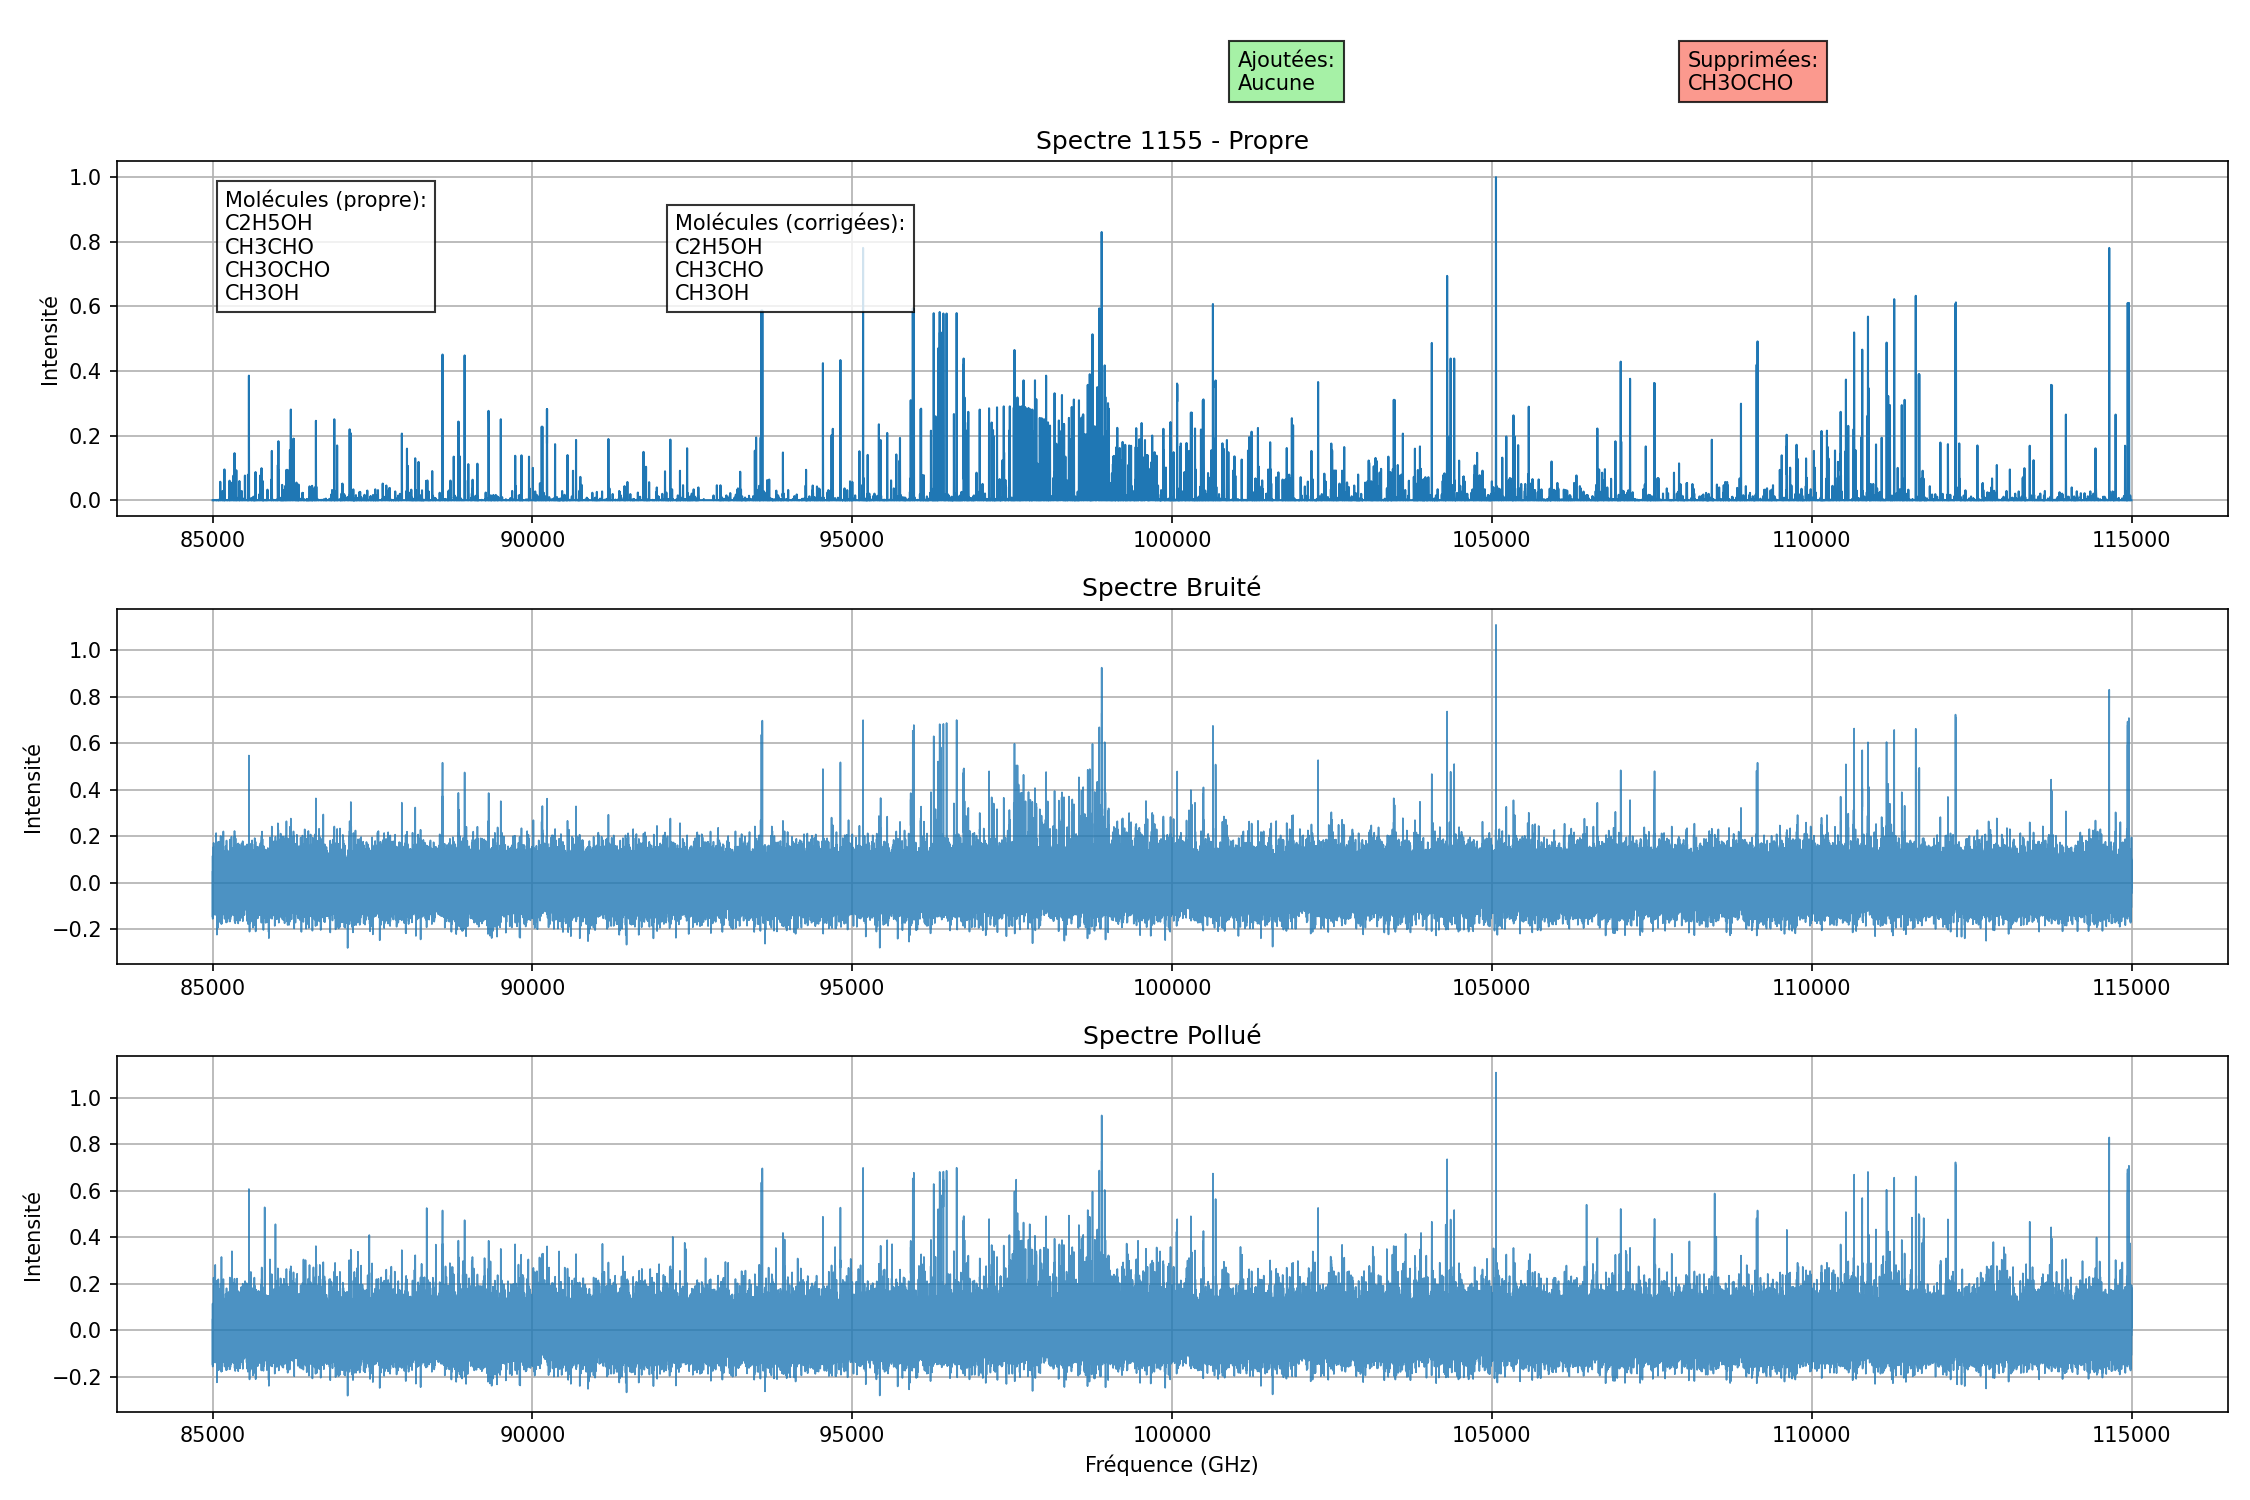 Ajoutées:
Aucune
Supprimées:
CH3OCHO
Spectre 1155 - Propre
Molécules (propre):
C2H5OH
CH3CHO
CH3OCHO
CH3OH
Molécules (corrigées):
C2H5OH
CH3CHO
CH3OH
Intensité
1.0
0.8
0.6
0.4
0.2
0.0
85000 90000 95000 100000 105000 110000 115000
Spectre Bruité
Intensité
1.0
0.8
0.6
0.4
0.2
0.0
−0.2
85000 90000 95000 100000 105000 110000 115000
Spectre Pollué
Intensité
1.0
0.8
0.6
0.4
0.2
0.0
−0.2
85000 90000 95000 100000 105000 110000 115000
Fréquence (GHz)